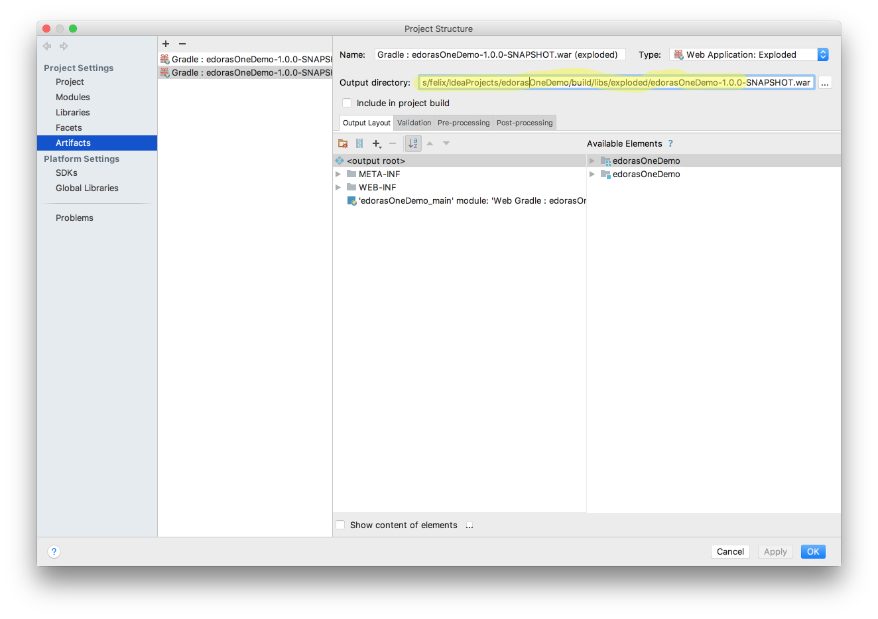 Project Structure
+ −
Project Settings
Project
Modules
Libraries
Facets
Artifacts
Platform Settings
SDKs
Global Libraries
Problems
Gradle : edorasOneDemo-1.0.0-SNAPSH
Gradle : edorasOneDemo-1.0.0-SNAPSH
Name: Gradle : edorasOneDemo-1.0.0-SNAPSHOT.war (exploded) Type: Web Application: Exploded
Output directory: s/felix/IdeaProjects/edorasOneDemo/build/libs/exploded/edorasOneDemo-1.0.0-SNAPSHOT.war ...
Include in project build
Output Layout Validation Pre-processing Post-processing
Available Elements ?
<output root>
META-INF
WEB-INF
'edorasOneDemo_main' module: 'Web Gradle : edorasOr
edorasOneDemo
edorasOneDemo
Show content of elements ...
? Cancel Apply OK